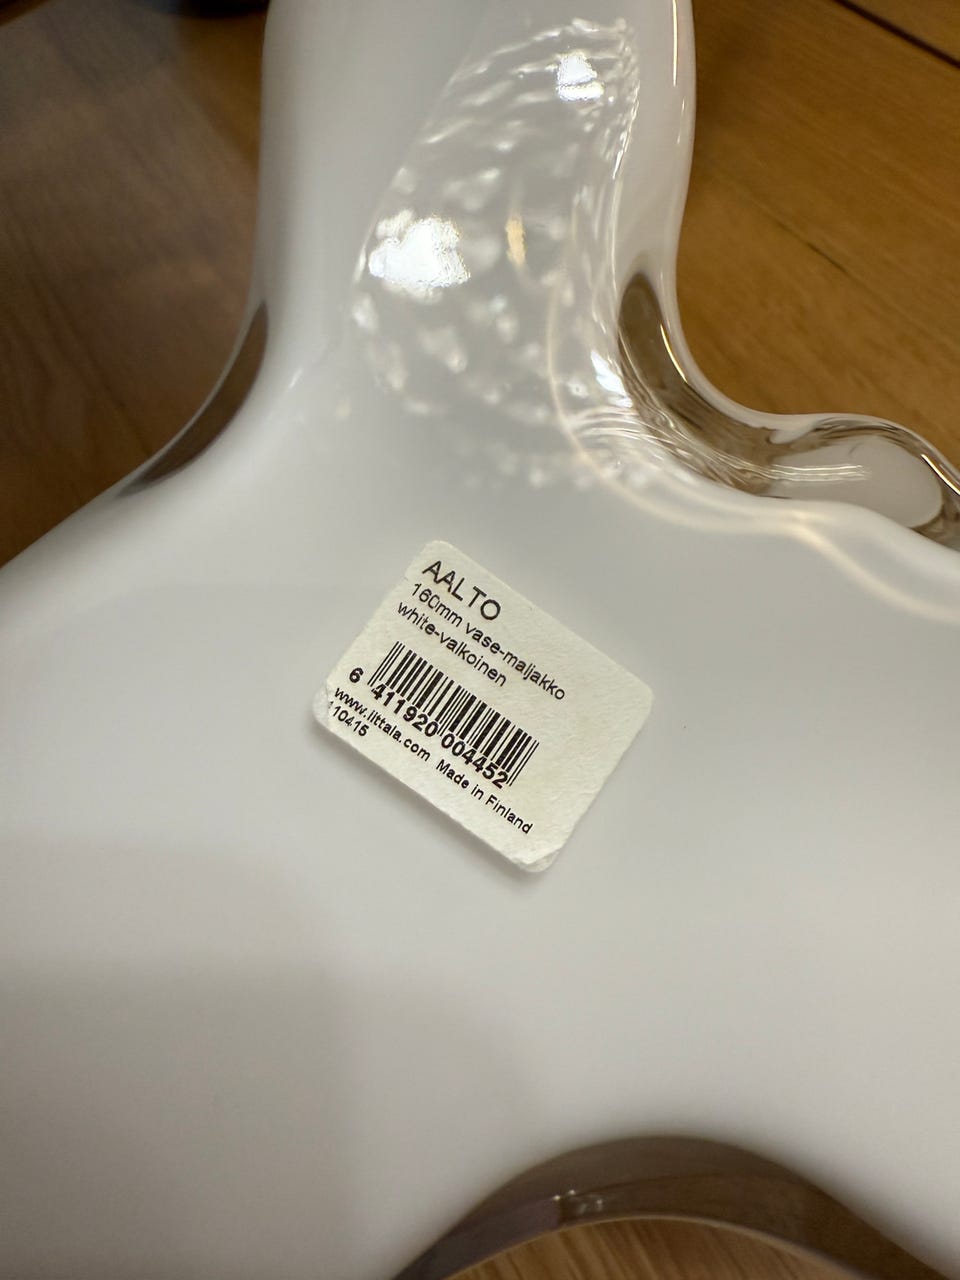 AALTO
160mm vase-maljakko
white-valkoinen
6 411920 004452
www.iittala.com Made in Finland
110415